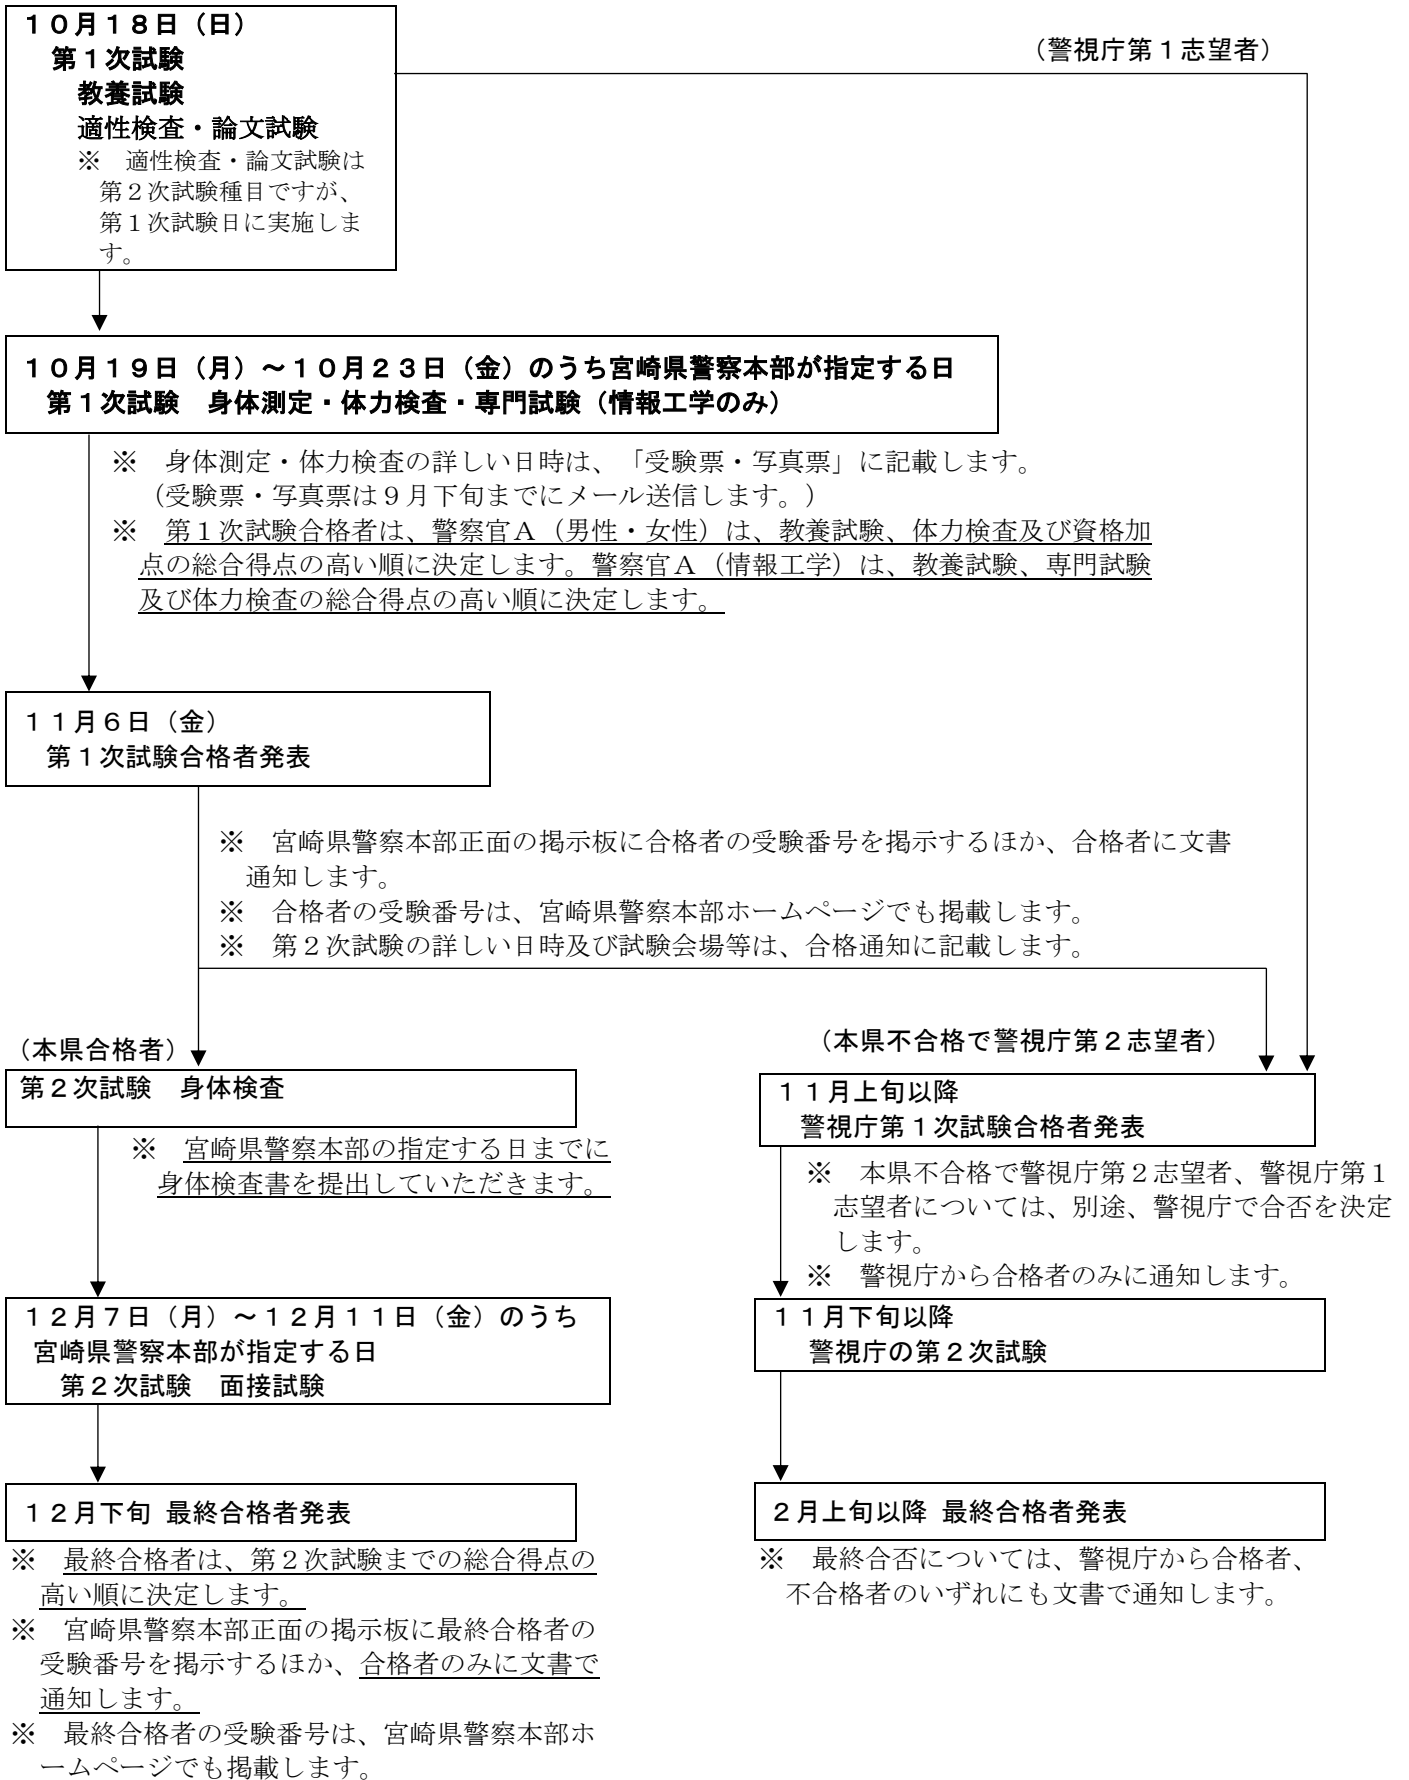 １０月１８日（日）
第１次試験
教養試験
適性検査・論文試験
※　適性検査・論文試験は
第２次試験種目ですが、
第１次試験日に実施しま
す。
（警視庁第１志望者）
１０月１９日（月）～１０月２３日（金）のうち宮崎県警察本部が指定する日
第１次試験　身体測定・体力検査・専門試験（情報工学のみ）
※　身体測定・体力検査の詳しい日時は、「受験票・写真票」に記載します。
（受験票・写真票は９月下旬までにメール送信します。）
※　第１次試験合格者は、警察官Ａ（男性・女性）は、教養試験、体力検査及び資格加
点の総合得点の高い順に決定します。警察官Ａ（情報工学）は、教養試験、専門試験
及び体力検査の総合得点の高い順に決定します。
１１月６日（金）
第１次試験合格者発表
※　宮崎県警察本部正面の掲示板に合格者の受験番号を掲示するほか、合格者に文書
通知します。
※　合格者の受験番号は、宮崎県警察本部ホームページでも掲載します。
※　第２次試験の詳しい日時及び試験会場等は、合格通知に記載します。
（本県合格者）
第２次試験　身体検査
※　宮崎県警察本部の指定する日までに
身体検査書を提出していただきます。
１２月７日（月）～１２月１１日（金）のうち
宮崎県警察本部が指定する日
第２次試験　面接試験
１２月下旬 最終合格者発表
※　最終合格者は、第２次試験までの総合得点の
高い順に決定します。
※　宮崎県警察本部正面の掲示板に最終合格者の
受験番号を掲示するほか、合格者のみに文書で
通知します。
※　最終合格者の受験番号は、宮崎県警察本部ホ
ームページでも掲載します。
（本県不合格で警視庁第２志望者）
１１月上旬以降
警視庁第１次試験合格者発表
※　本県不合格で警視庁第２志望者、警視庁第１
志望者については、別途、警視庁で合否を決定
します。
※　警視庁から合格者のみに通知します。
１１月下旬以降
警視庁の第２次試験
２月上旬以降 最終合格者発表
※　最終合否については、警視庁から合格者、
不合格者のいずれにも文書で通知します。